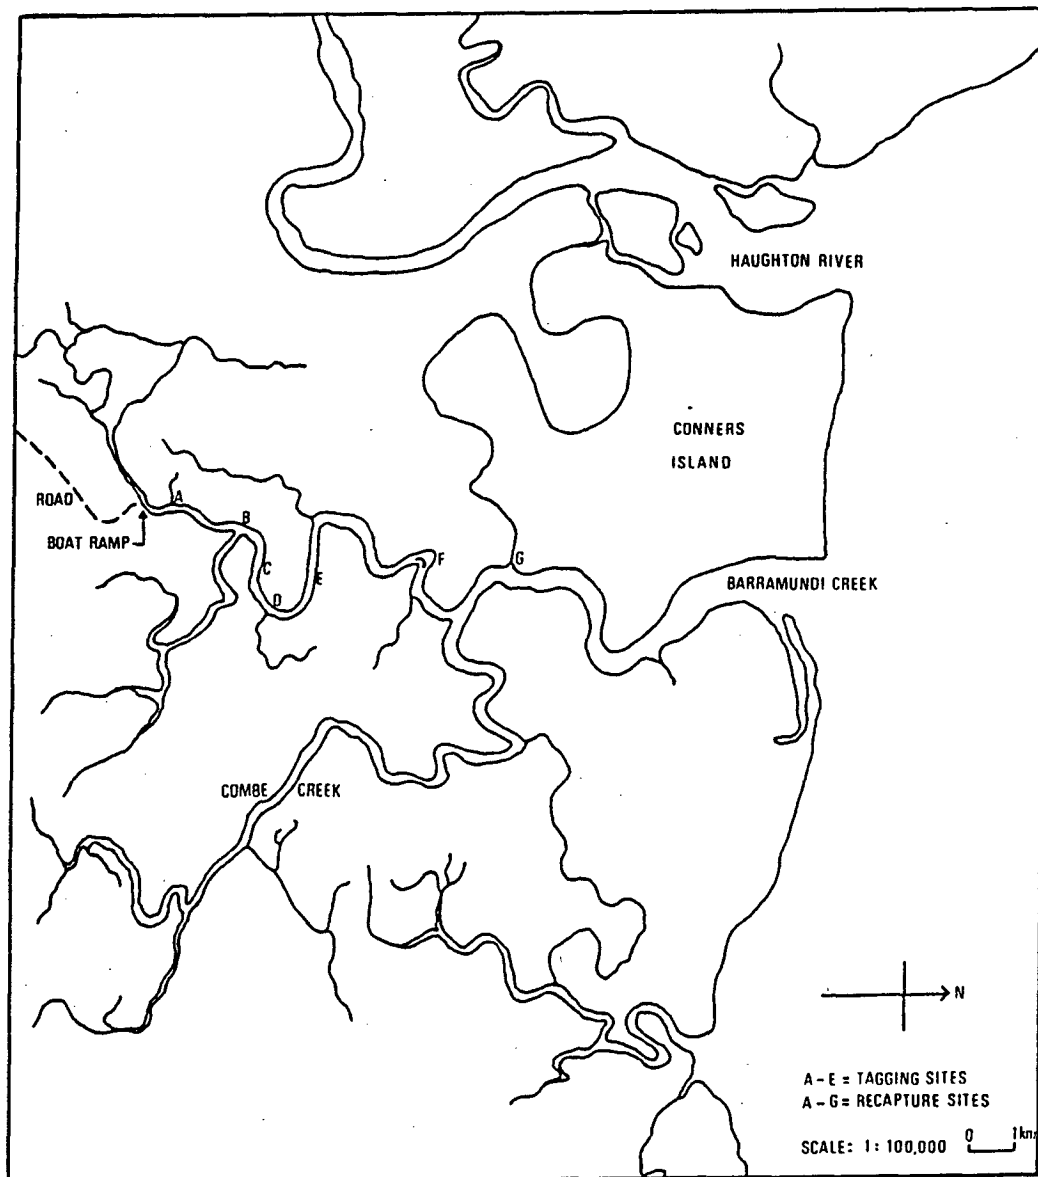 HAUGHTON RIVER
CONNERS
ISLAND
ROAD
A
BOAT RAMP
B
C
D
E
F
G
BARRAMUNDI CREEK
COMBE CREEK
N
A-E = TAGGING SITES
A-G = RECAPTURE SITES
SCALE: 1: 100,000
0 1km